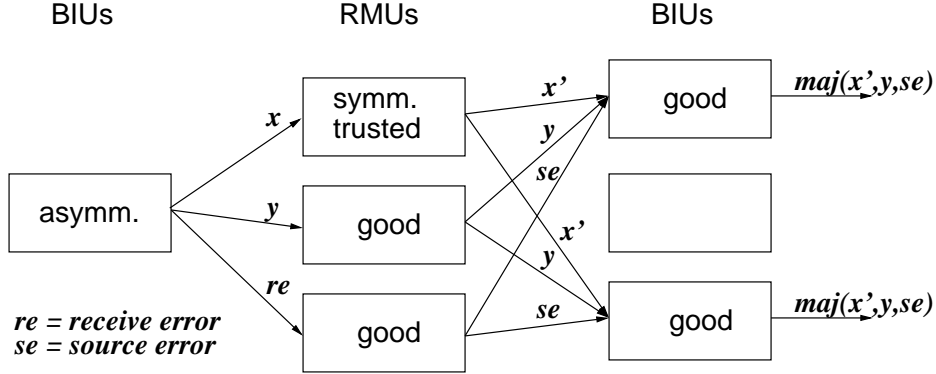 BIUs
RMUs
BIUs
symm.
trusted
good
asymm.
good
good
good
x
y
re
x'
y
se
x'
y
se
maj(x',y,se)
maj(x',y,se)
re = receive error
se = source error